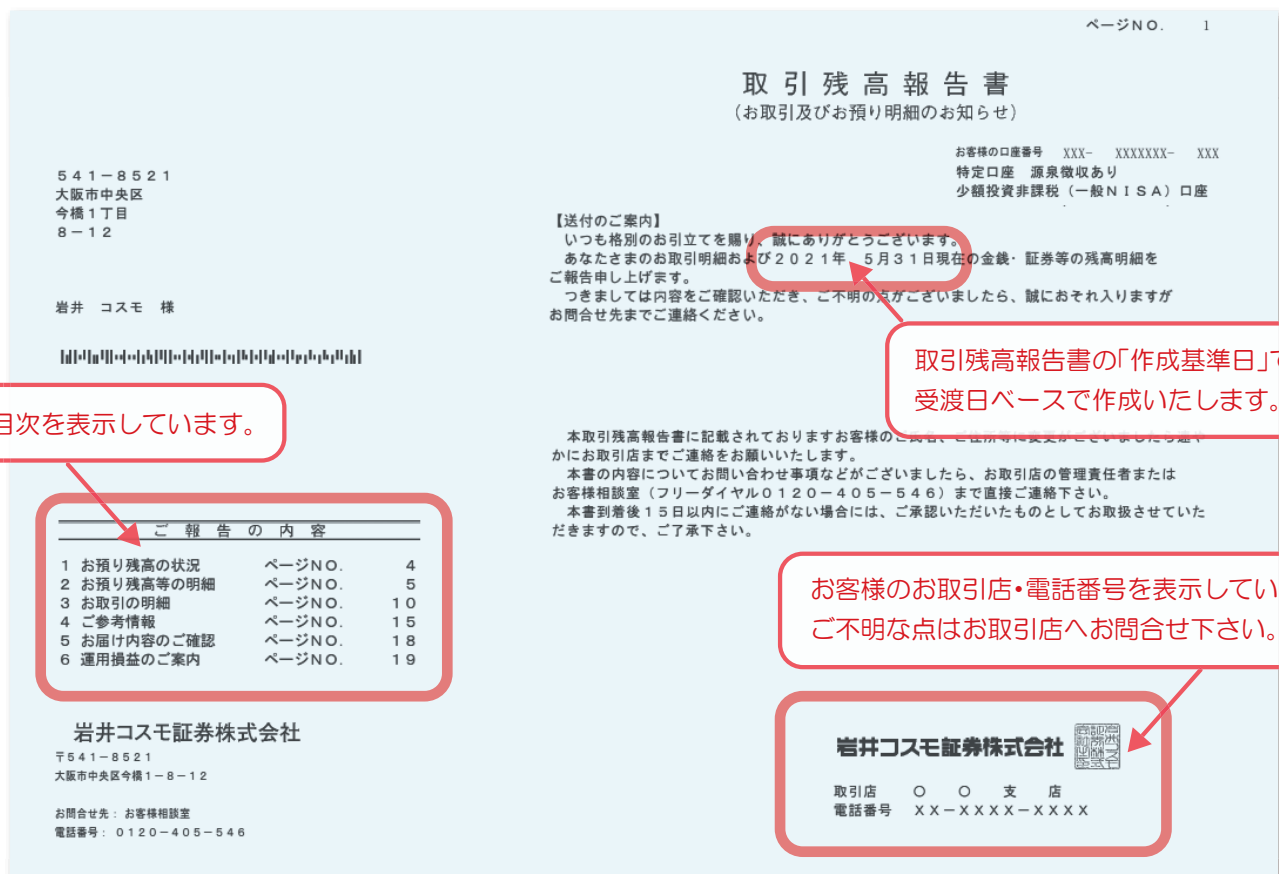 ページNO. 1
取引残高報告書
(お取引及びお預り明細のお知らせ)
お客様の口座番号 XXX- XXXXXXX- XXX
特定口座 源泉徴収あり
少額投資非課税(一般NISA)口座
541-8521
大阪市中央区
今橋1丁目
8-12
岩井 コスモ 様
【送付のご案内】
いつも格別のお引立てを賜り、誠にありがとうございます。
あなたさまのお取引明細および2021年 5月31日現在の金銭・証券等の残高明細を
ご報告申し上げます。
つきましては内容をご確認いただき、ご不明の点がございましたら、誠におそれ入りますが
お問合せ先までご連絡ください。
取引残高報告書の「作成基準日」で
受渡日ベースで作成いたします。
目次を表示しています。
本取引残高報告書に記載されておりますお客様のご氏名、ご住所等に変更がございましたら速や
かにお取引店までご連絡をお願いいたします。
本書の内容についてお問い合わせ事項などがございましたら、お取引店の管理責任者または
お客様相談室(フリーダイヤル0120-405-546)まで直接ご連絡下さい。
本書到着後15日以内にご連絡がない場合には、ご承認いただいたものとしてお取扱させていた
だきますので、ご了承下さい。
ご報告の内容
1 お預り残高の状況 ページNO. 4
2 お預り残高等の明細 ページNO. 5
3 お取引の明細 ページNO. 10
4 ご参考情報 ページNO. 15
5 お届け内容のご確認 ページNO. 18
6 運用損益のご案内 ページNO. 19
お客様のお取引店・電話番号を表示してい
ご不明な点はお取引店へお問合せ下さい。
岩井コスモ証券株式会社
〒541-8521
大阪市中央区今橋1-8-12
お問合せ先:お客様相談室
電話番号:0120-405-546
岩井コスモ証券株式会社
取引店 〇 〇 支 店
電話番号 XX-XXXX-XXXX